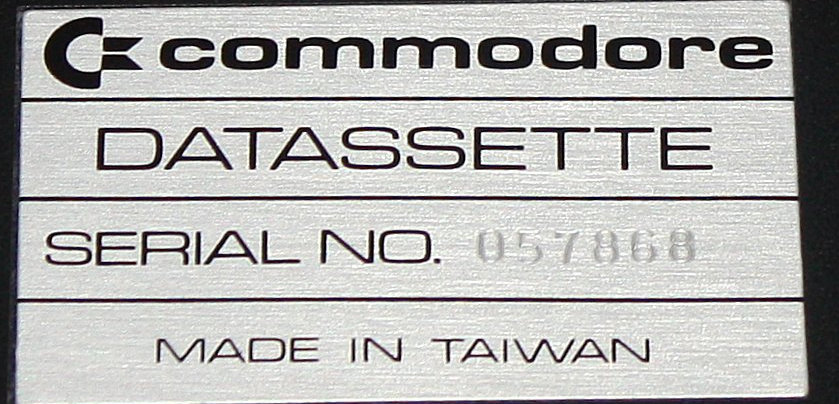 commodore
DATASSETTE
SERIAL NO. 057868
MADE IN TAIWAN